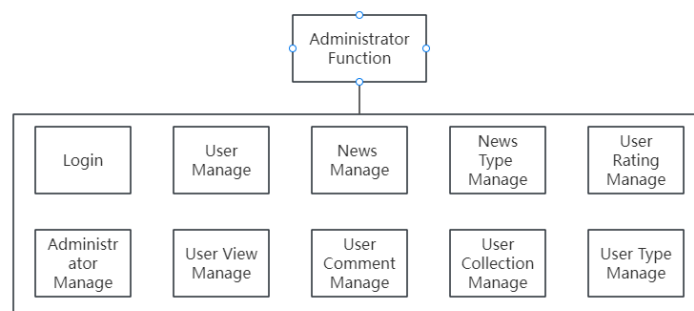 Administrator
Function
Login
User
Manage
News
Manage
News
Type
Manage
User
Rating
Manage
Administr
ator
Manage
User View
Manage
User
Comment
Manage
User
Collection
Manage
User Type
Manage